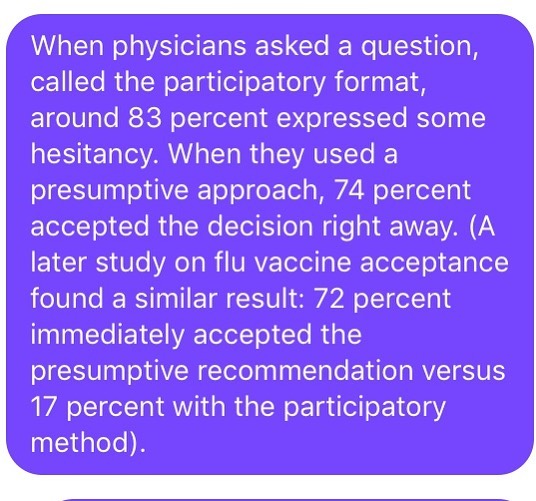 When physicians asked a question,
called the participatory format,
around 83 percent expressed some
hesitancy. When they used a
presumptive approach, 74 percent
accepted the decision right away. (A
later study on flu vaccine acceptance
found a similar result: 72 percent
immediately accepted the
presumptive recommendation versus
17 percent with the participatory
method).